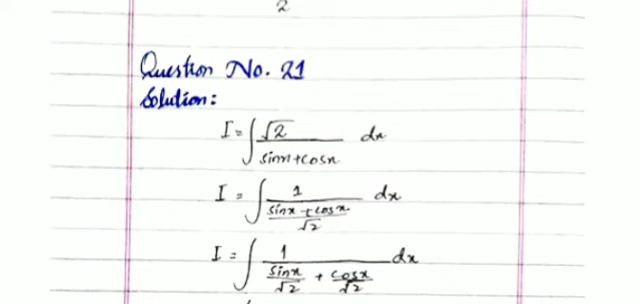 2
Question No. 21
Solution:
I = ∫ √2 / (sinx + cosx) dx
I = ∫ 1 / ((sinx + cosx) / √2) dx
I = ∫ 1 / (sinx/√2 + cosx/√2) dx